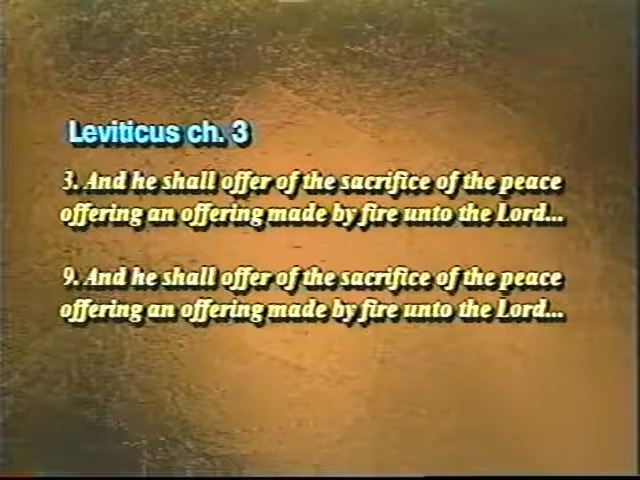 Leviticus ch. 3
3. And he shall offer of the sacrifice of the peace
offering an offering made by fire unto the Lord...
9. And he shall offer of the sacrifice of the peace
offering an offering made by fire unto the Lord...